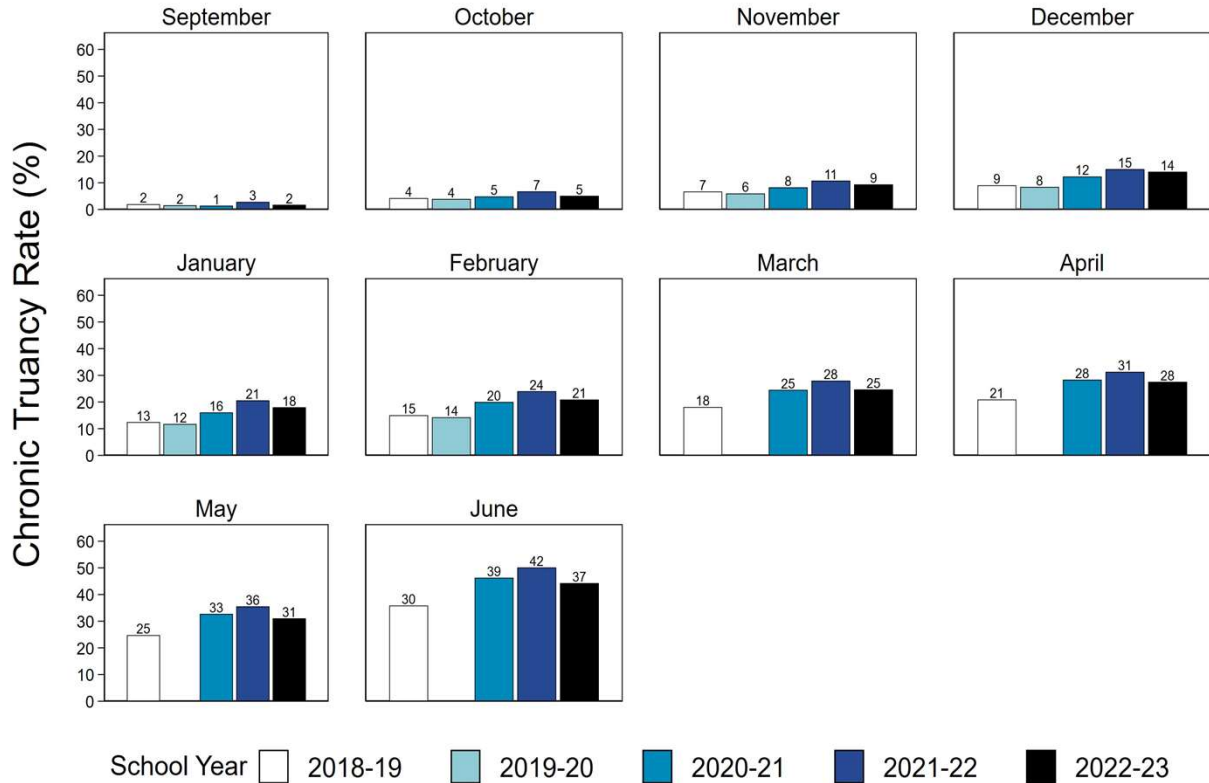 September October November December
Chronic Truancy Rate (%)
60
50
40
30
20
10
0
2 2 1 3 2
4 4 5 7 5
7 6 8 11 9
9 8 12 15 14
January February March April
60
50
40
30
20
10
0
13 12 16 21 18
15 14 20 24 21
18 25 28 25
21 28 31 28
May June
60
50
40
30
20
10
0
25 33 36 31
30 39 42 37
School Year 2018-19 2019-20 2020-21 2021-22 2022-23